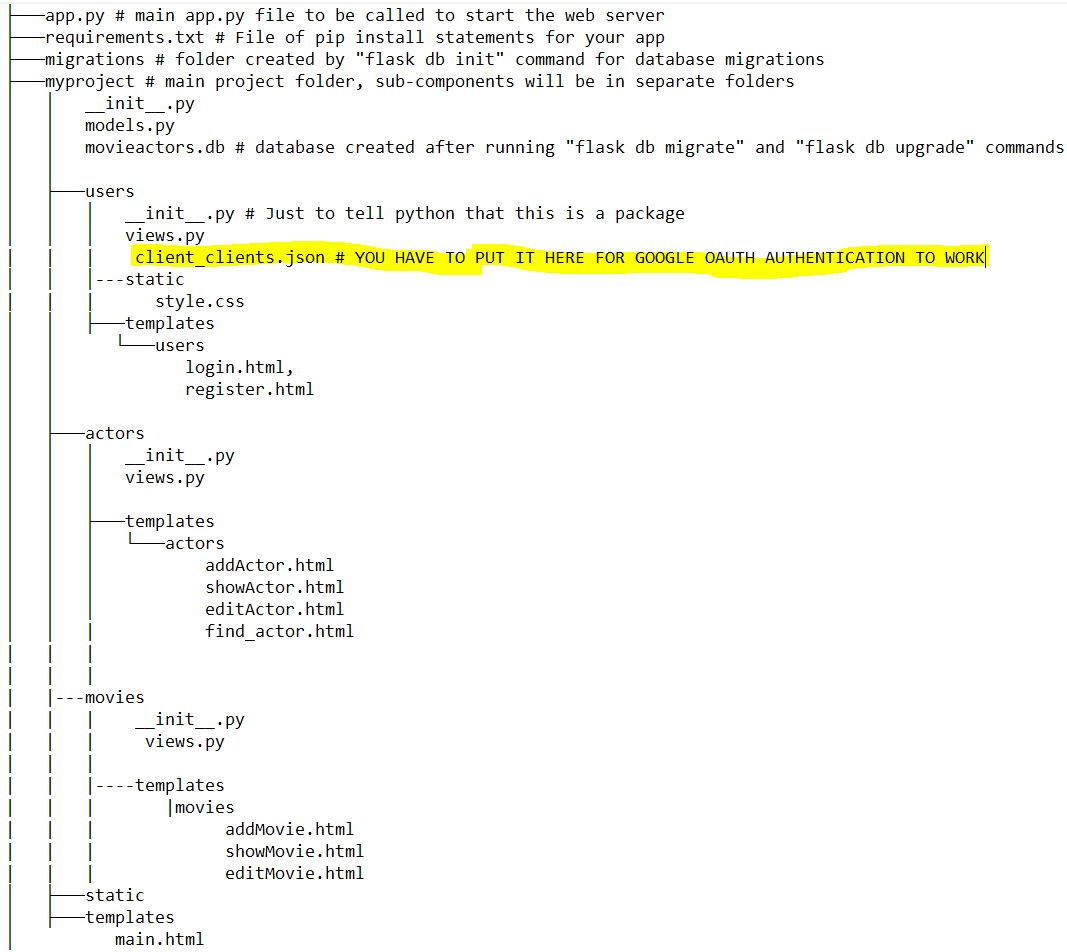 ├───app.py # main app.py file to be called to start the web server
├───requirements.txt # File of pip install statements for your app
├───migrations # folder created by "flask db init" command for database migrations
├───myproject # main project folder, sub-components will be in separate folders
│   │   __init__.py
│   │   models.py
│   │   movieactors.db # database created after running "flask db migrate" and "flask db upgrade" commands
│   │
│   ├───users
│   │   │   __init__.py # Just to tell python that this is a package
│   │   │   views.py
│   │   │    client_clients.json # YOU HAVE TO PUT IT HERE FOR GOOGLE OAUTH AUTHENTICATION TO WORK
│   │   │---static
│   │   │      style.css
│   │   ├───templates
│   │      └───users
│   │             login.html,
│   │             register.html
│   │
│   ├───actors
│   │   │   __init__.py
│   │   │   views.py
│   │   │
│   │   ├───templates
│   │   │   └───actors
│   │   │           addActor.html
│   │   │           showActor.html
│   │   │           editActor.html
│   │   │           find_actor.html
|   |   |
|   |   |
|   |---movies
|   |   |    __init__.py
|   |   |     views.py
|   |   |
|   |   |----templates
|   |   |       |movies
|   |   |             addMovie.html
|   |   |             showMovie.html
|   |   |             editMovie.html
│   ├───static
│   ├───templates
│          main.html